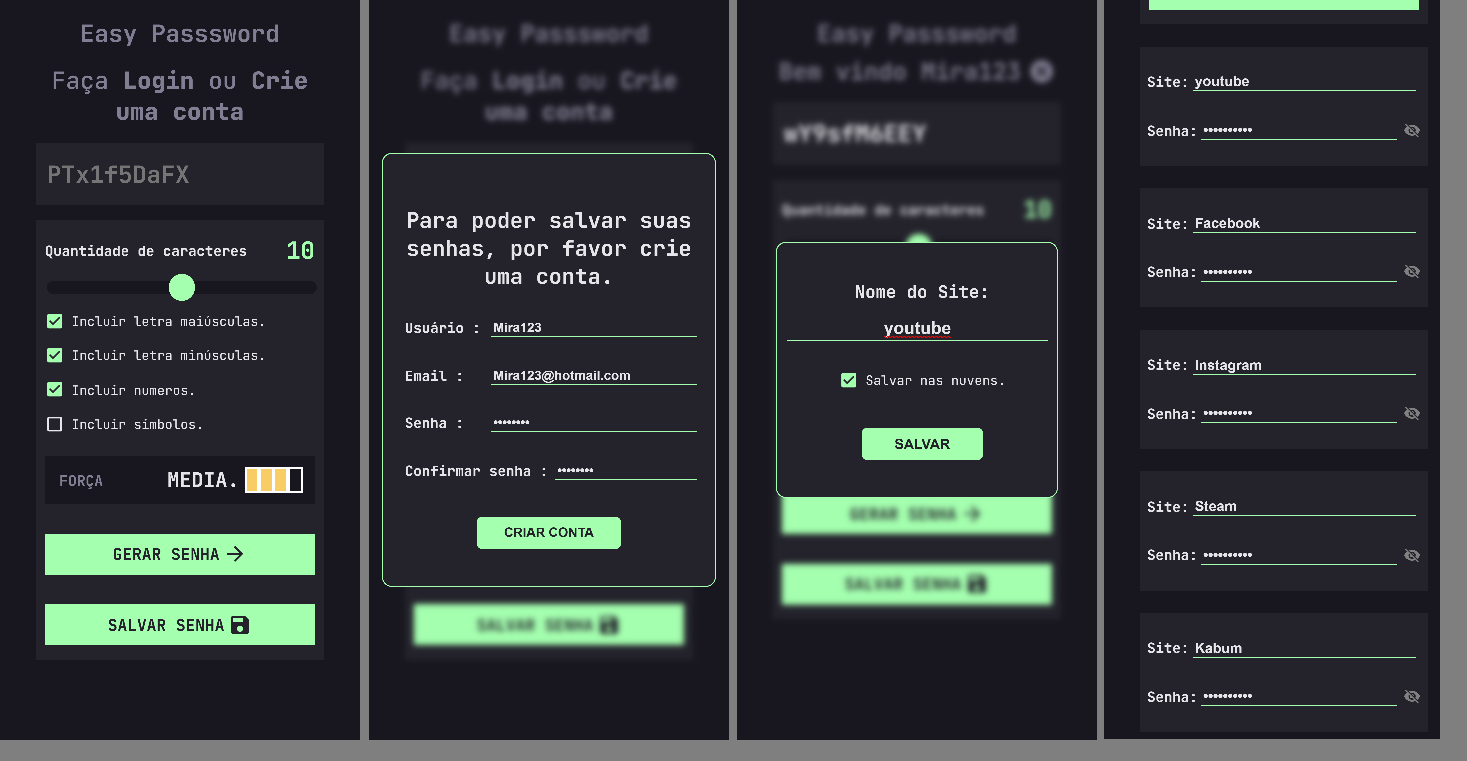 Easy Passsword
Faça Login ou Crie
uma conta
PTx1f5DaFX
Quantidade de caracteres 10
Incluir letra maiúsculas.
Incluir letra minúsculas.
Incluir numeros.
Incluir simbolos.
FORÇA MEDIA.
GERAR SENHA
SALVAR SENHA
Easy Passsword
Faça Login ou Crie
uma conta
Para poder salvar suas
senhas, por favor crie
uma conta.
Usuário : Mira123
Email : Mira123@hotmail.com
Senha : ••••••••
Confirmar senha : ••••••••
CRIAR CONTA
SALVAR SENHA
Easy Passsword
Bem vindo Mira123
wY9sfM6EEY
Quantidade de caracteres 10
Nome do Site:
youtube
Salvar nas nuvens.
SALVAR
GERAR SENHA
SALVAR SENHA
Site: youtube
Senha: ••••••••••
Site: Facebook
Senha: ••••••••••
Site: Instagram
Senha: ••••••••••
Site: Steam
Senha: ••••••••••
Site: Kabum
Senha: ••••••••••